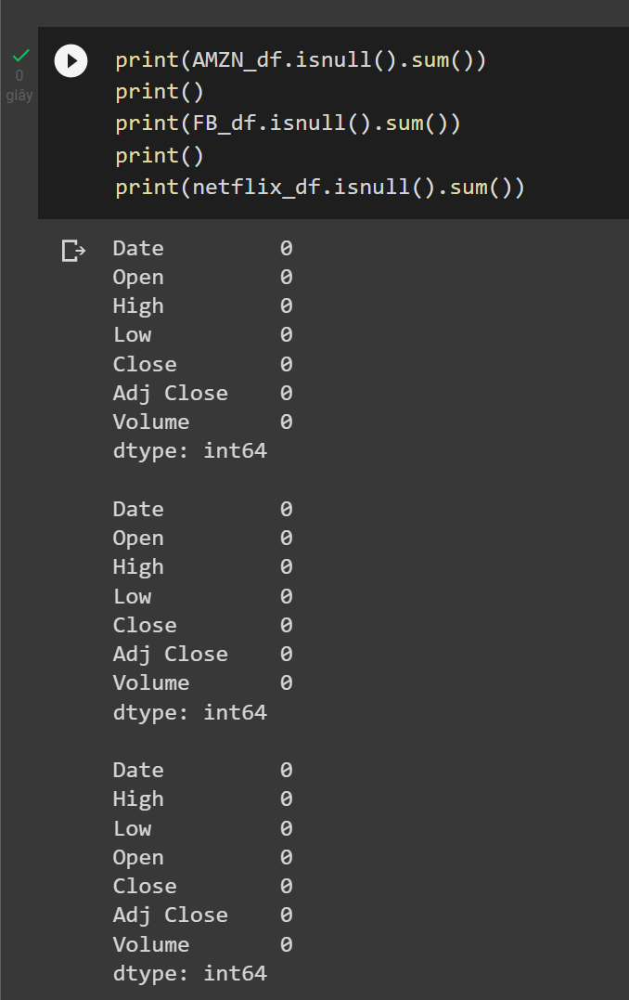 0
giây
print(AMZN_df.isnull().sum())
print()
print(FB_df.isnull().sum())
print()
print(netflix_df.isnull().sum())
Date 0
Open 0
High 0
Low 0
Close 0
Adj Close 0
Volume 0
dtype: int64
Date 0
Open 0
High 0
Low 0
Close 0
Adj Close 0
Volume 0
dtype: int64
Date 0
High 0
Low 0
Open 0
Close 0
Adj Close 0
Volume 0
dtype: int64